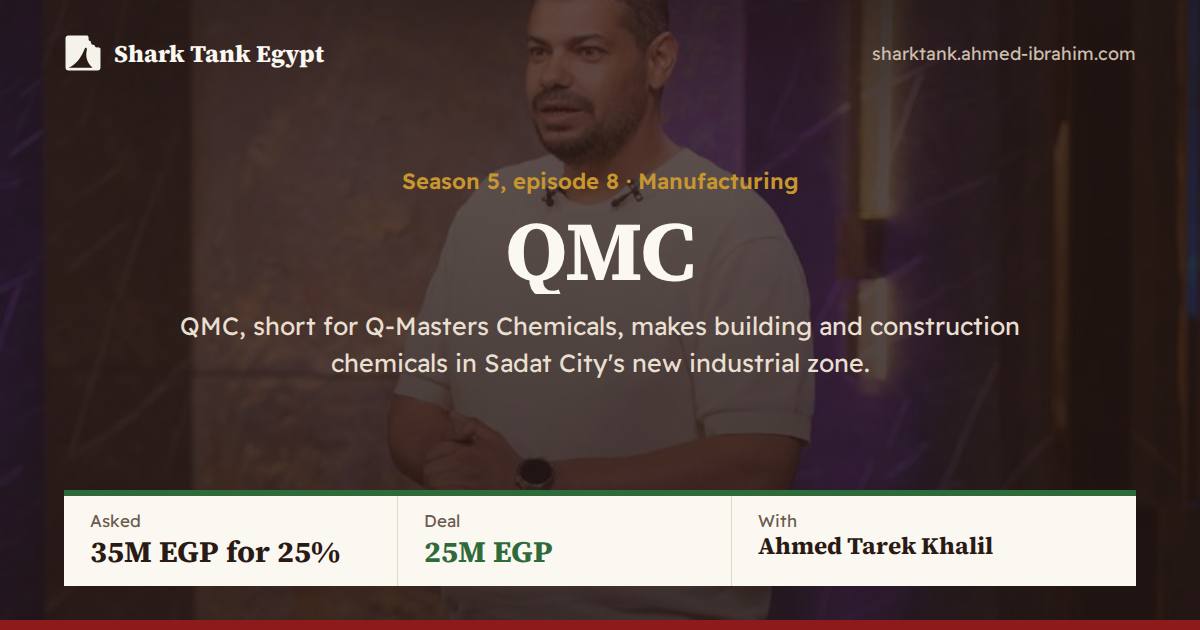 Shark Tank Egypt
sharktank.ahmed-ibrahim.com
Season 5, episode 8 · Manufacturing
QMC
QMC, short for Q-Masters Chemicals, makes building and construction
chemicals in Sadat City's new industrial zone.
Asked
35M EGP for 25%
Deal
25M EGP
With
Ahmed Tarek Khalil